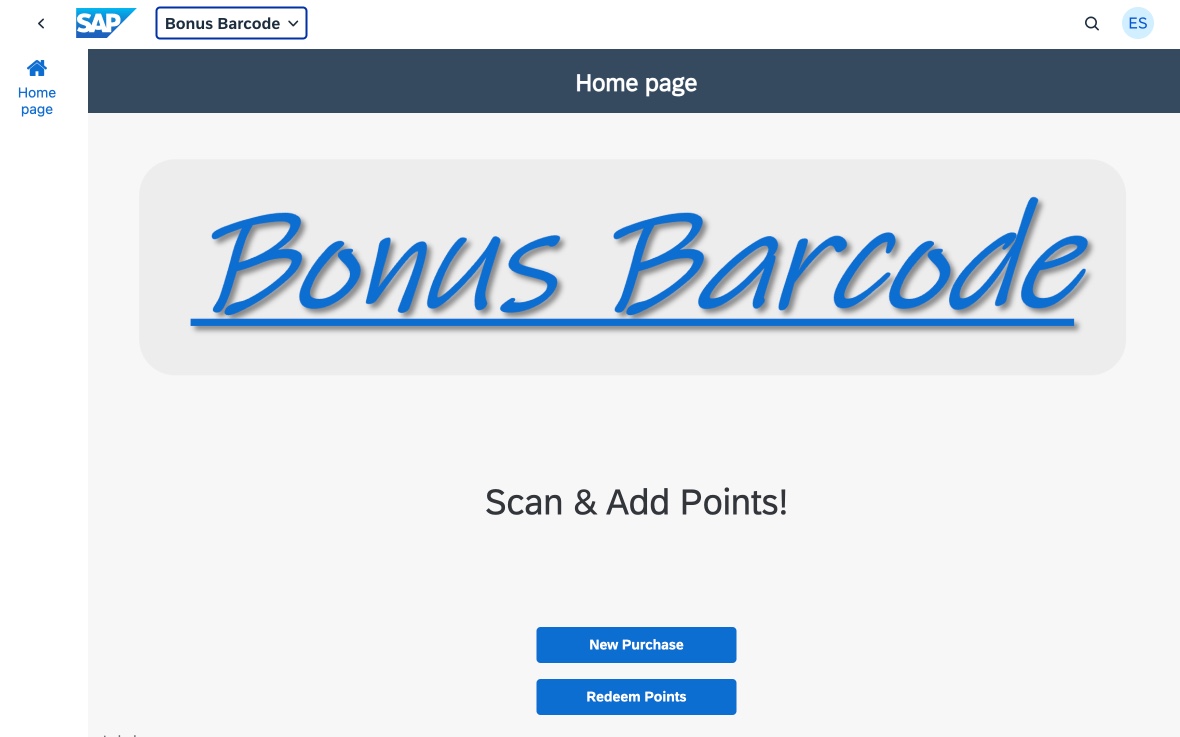 SAP
Bonus Barcode
ES
Home page
Home
page
Bonus Barcode
Scan & Add Points!
New Purchase
Redeem Points